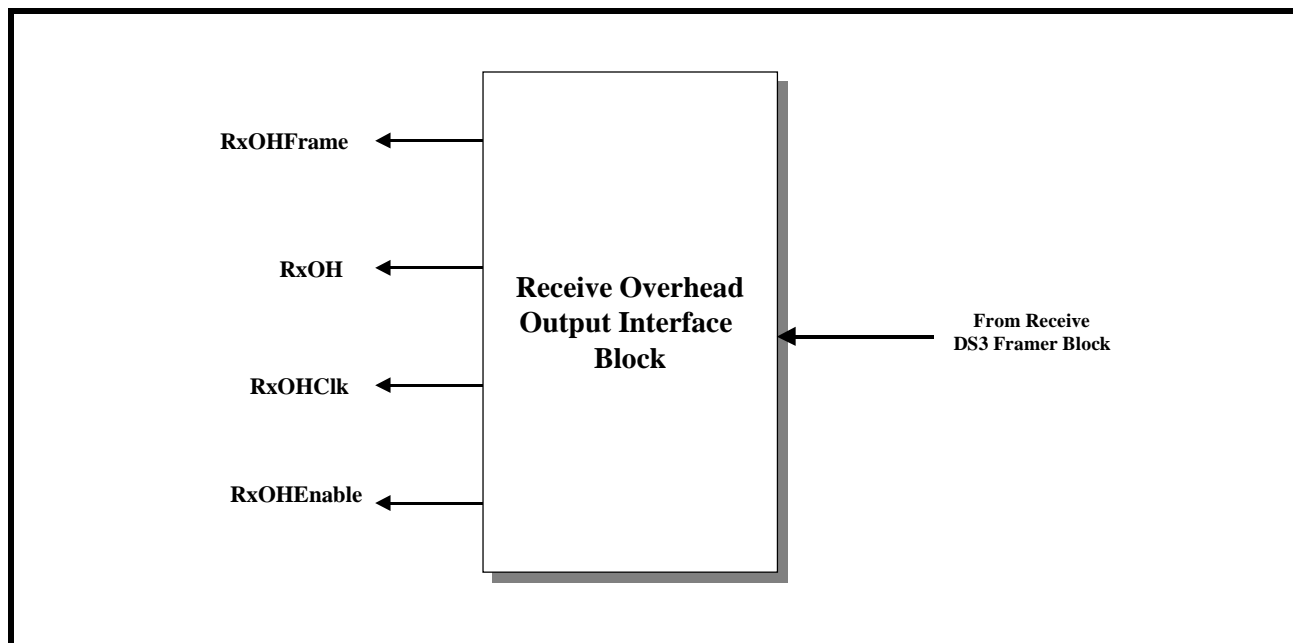 RxOHFrame
RxOH
RxOHClk
RxOHEnable
Receive Overhead
Output Interface
Block
From Receive
DS3 Framer Block